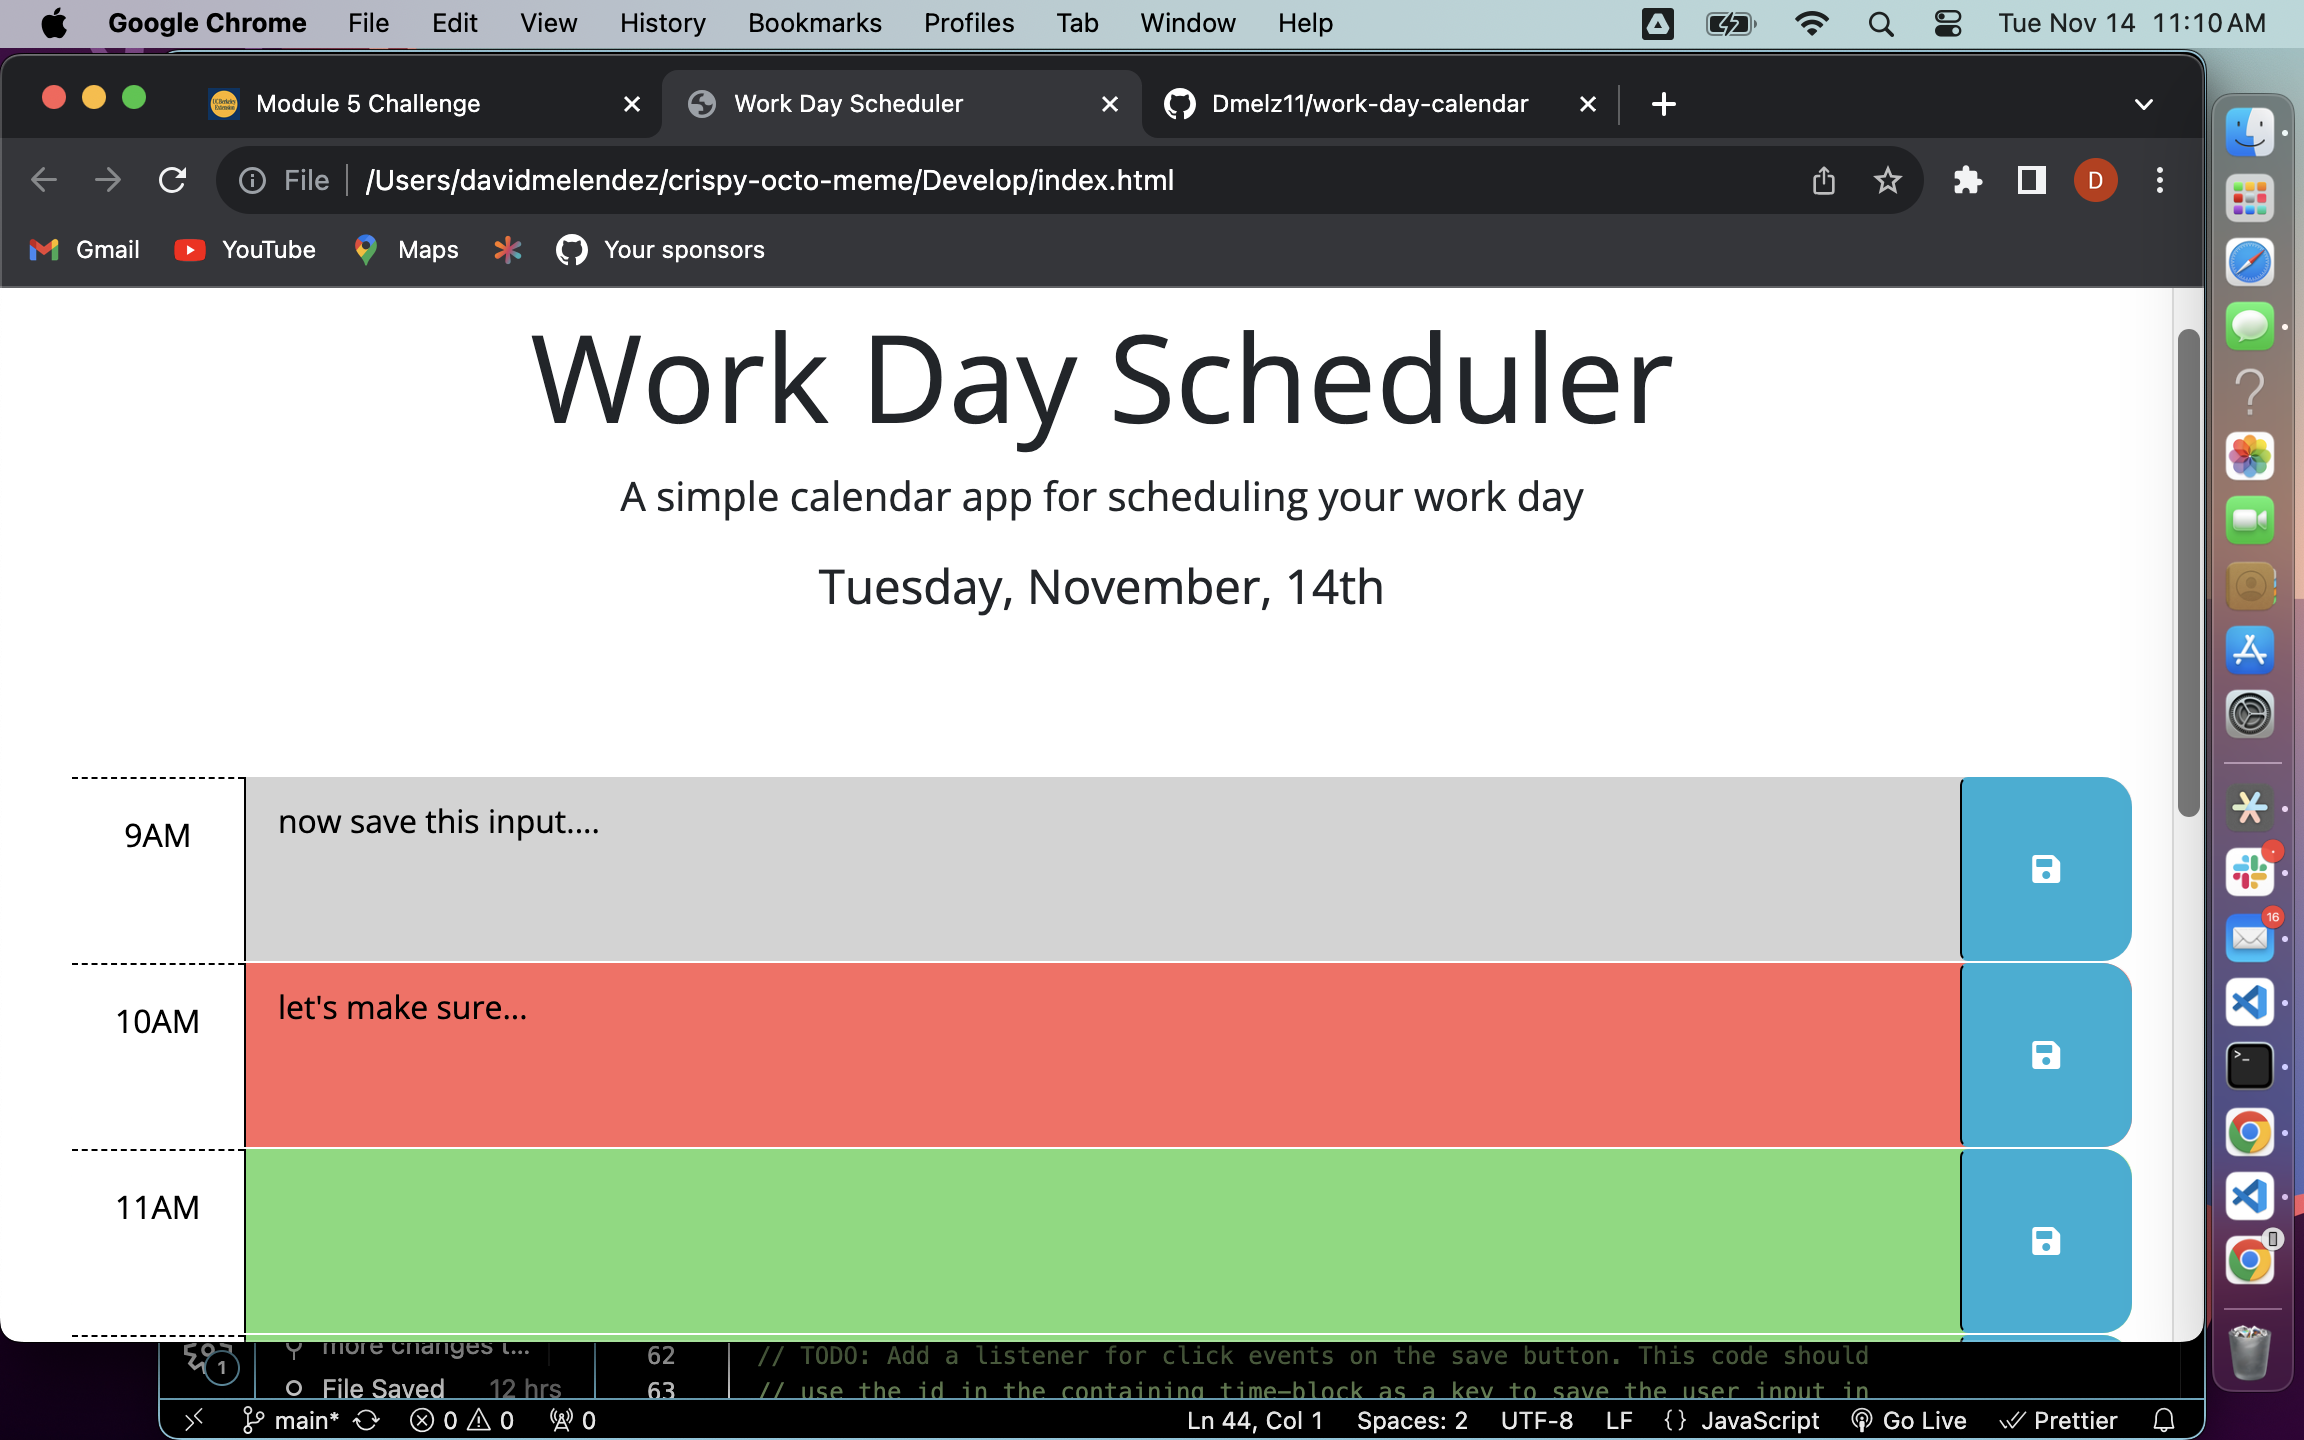 Google Chrome File Edit View History Bookmarks Profiles Tab Window Help Tue Nov 14 11:10 AM
Module 5 Challenge Work Day Scheduler Dmelz11/work-day-calendar
File /Users/davidmelendez/crispy-octo-meme/Develop/index.html D
Gmail YouTube Maps Your sponsors
Work Day Scheduler
A simple calendar app for scheduling your work day
Tuesday, November, 14th
9AM now save this input....
10AM let's make sure...
11AM
16
more changes t... 62 // TODO: Add a listener for click events on the save button. This code should
1
File Saved 12 hrs 63 // use the id in the containing time-block as a key to save the user input in
main* 0 0 0 Ln 44, Col 1 Spaces: 2 UTF-8 LF {} JavaScript Go Live Prettier